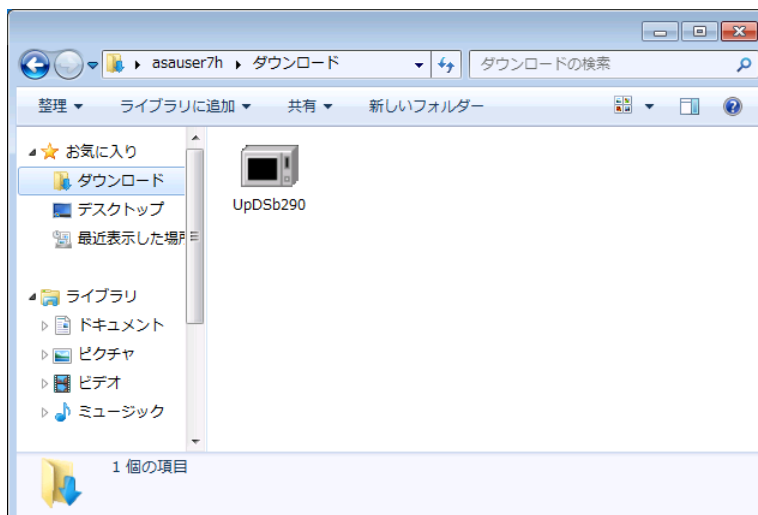 asauser7h ダウンロード ダウンロードの検索
整理 ライブラリに追加 共有 新しいフォルダー
お気に入り
ダウンロード
デスクトップ
最近表示した場所
ライブラリ
ドキュメント
ピクチャ
ビデオ
ミュージック
UpDSb290
1 個の項目